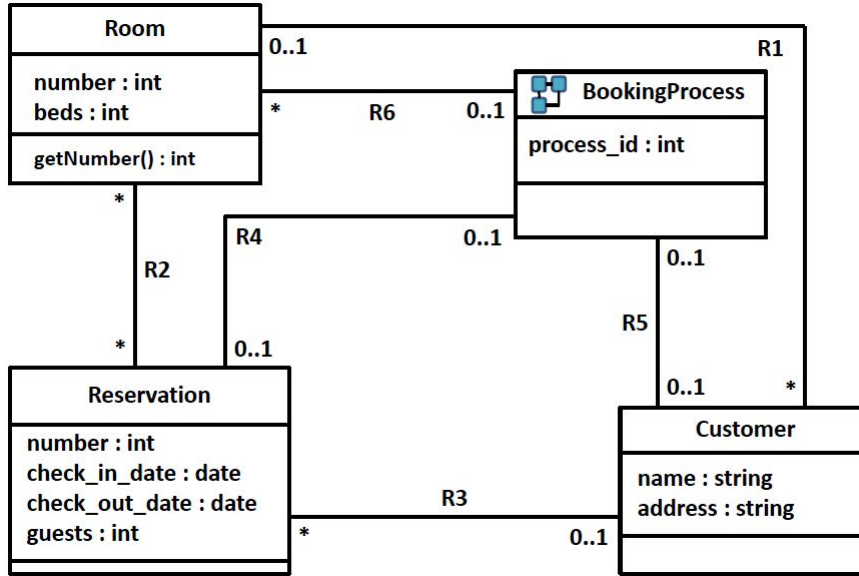 Room
number : int
beds : int
getNumber() : int
0..1
R1
*
R6
0..1
BookingProcess
process_id : int
*
R2
*
R4
0..1
0..1
0..1
R5
0..1
*
Reservation
number : int
check_in_date : date
check_out_date : date
guests : int
R3
*
0..1
Customer
name : string
address : string